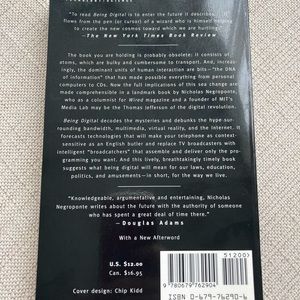 "To read Being Digital is to enter the future it describes. It
flows from the pen (or cursor) of a wizard who is himself helping
to create the new cosmos toward which we are hurtling."
—The New York Times Book Review
The book you are holding is probably obsolete: it consists of
atoms, which are bulky and cumbersome to transport. And, increas-
ingly, the dominant units of human interaction are bits—the "DNA
of information" that has made possible everything from personal
computers to CDs. Now the full implications of this sea change are
made comprehensible in a landmark book by Nicholas Negroponte,
who as a columnist for Wired magazine and a founder of MIT's
Media Lab may be the Thomas Jefferson of the digital revolution.
Being Digital decodes the mysteries and debunks the hype sur-
rounding bandwidth, multimedia, virtual reality, and the Internet. It
forecasts technologies that will make your telephone as context-
sensitive as an English butler and replace TV broadcasters with
intelligent "broadcatchers" that assemble and deliver only the pro-
gramming you want. And this lively, breathtakingly timely book
suggests what being digital will mean for our laws, education,
politics, and amusements—in short, for the way we live.
"Knowledgeable, argumentative and entertaining, Nicholas
Negroponte writes about the future with the authority of someone
who has spent a great deal of time there."
—Douglas Adams
With a New Afterword
U.S. $12.00
Can. $16.95
Cover design: Chip Kidd
51200
9 780679 762904
ISBN 0-679-76290-6